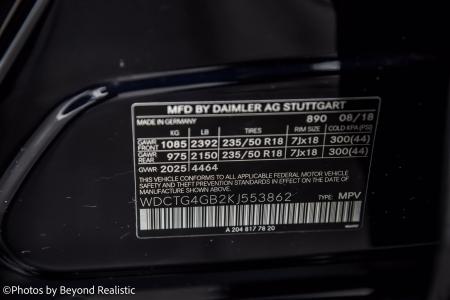 MFD BY DAIMLER AG STUTTGART
MADE IN GERMANY 890 08/18
KG LB TIRES RIM SIZE COLD KPA (PSI)
GAWR FRONT 1085 2392 235/50 R18 7Jx18 300(44)
GAWR REAR 975 2150 235/50 R18 7Jx18 300(44)
GVWR 2025 4464
THIS VEHICLE CONFORMS TO ALL APPLICABLE FEDERAL MOTOR VEHICLE
SAFETY AND THEFT PREVENTION STANDARDS IN EFFECT ON THE DATE OF
MANUFACTURE SHOWN ABOVE.
WDCTG4GB2KJ553862 TYPE: MPV
A 204 817 78 20
©Photos by Beyond Realistic